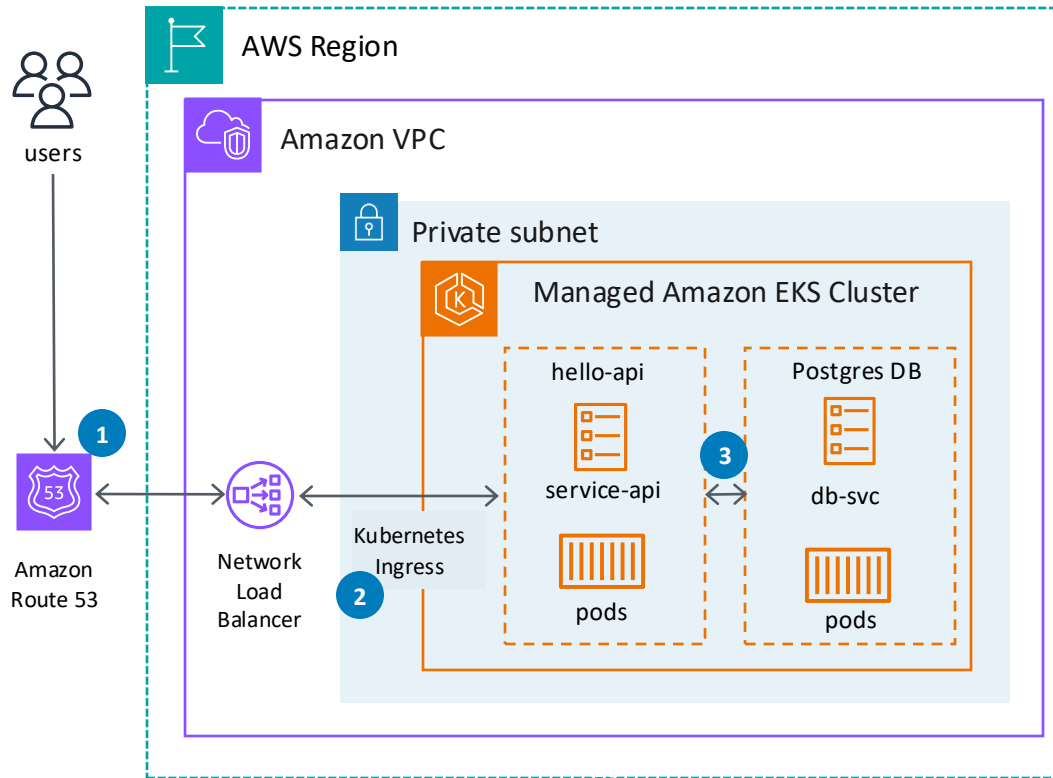 AWS Region
users
Amazon VPC
Private subnet
Managed Amazon EKS Cluster
K
hello-api
Postgres DB
1
3
53
service-api
db-svc
Kubernetes
Ingress
Amazon
Route 53
Network
Load
Balancer
2
pods
pods